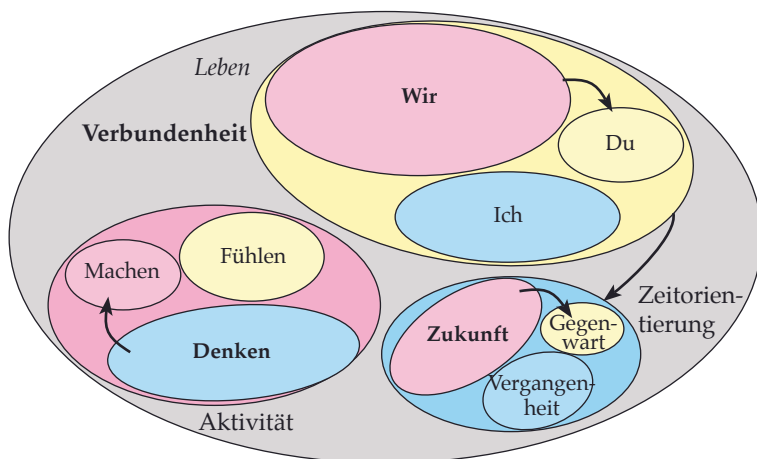 Leben
Wir
Verbundenheit
Du
Ich
Machen
Fühlen
Denken
Aktivität
Zukunft
Gegen-
wart
Vergangen-
heit
Zeitorien-
tierung